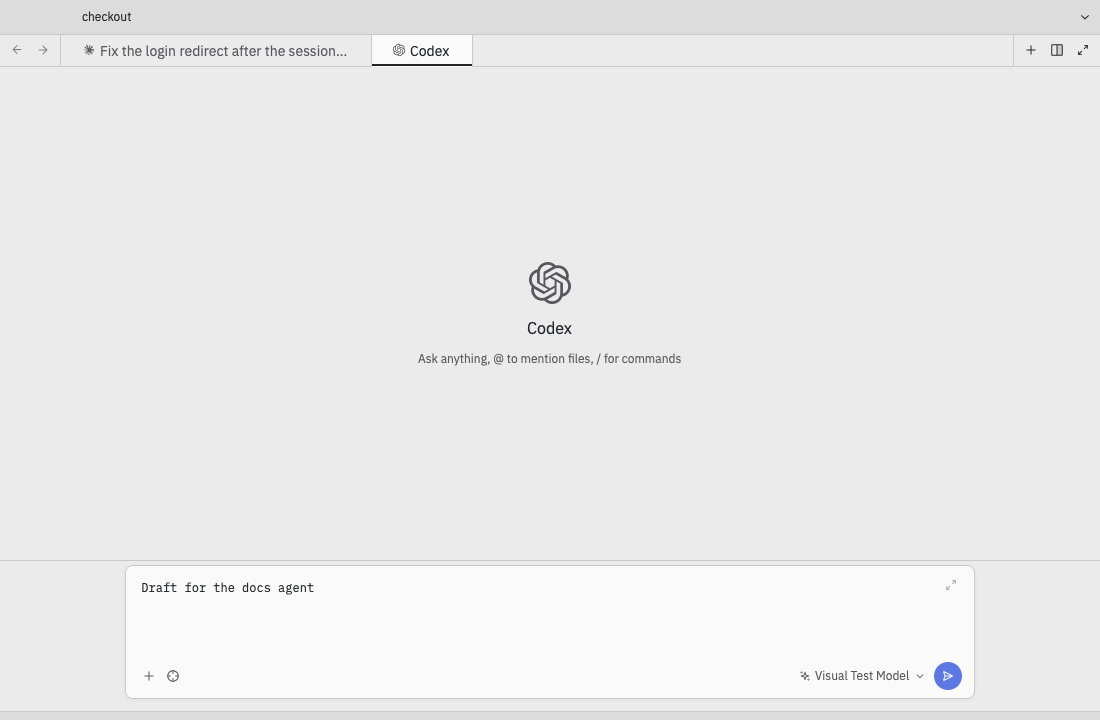 checkout
Fix the login redirect after the session...
Codex
Codex
Ask anything, @ to mention files, / for commands
Draft for the docs agent
Visual Test Model